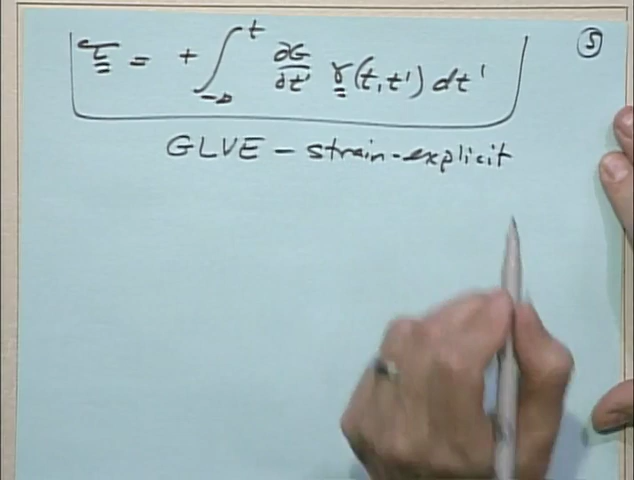 ⑤
τ = + ∫_{-∞}^{t} ∂G/∂t' γ(t,t') dt'
GLVE - strain-explicit